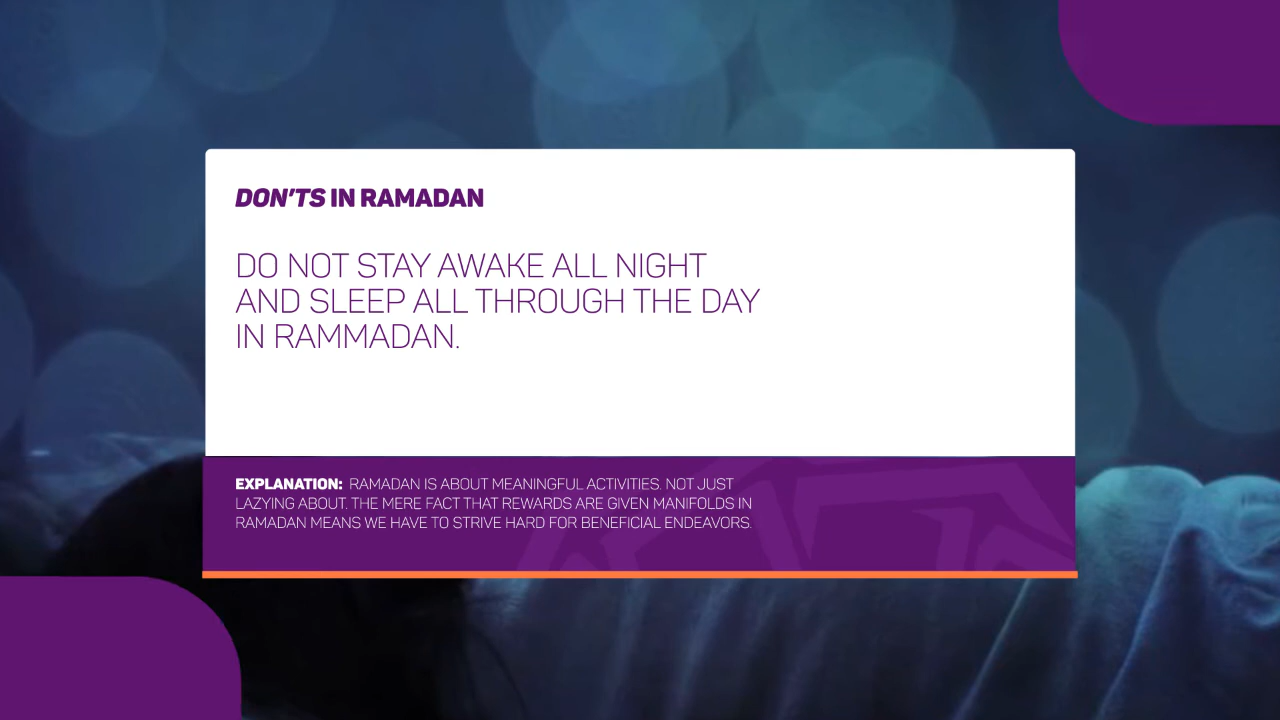 DON'TS IN RAMADAN
DO NOT STAY AWAKE ALL NIGHT
AND SLEEP ALL THROUGH THE DAY
IN RAMMADAN.
EXPLANATION: RAMADAN IS ABOUT MEANINGFUL ACTIVITIES. NOT JUST
LAZYING ABOUT. THE MERE FACT THAT REWARDS ARE GIVEN MANIFOLDS IN
RAMADAN MEANS WE HAVE TO STRIVE HARD FOR BENEFICIAL ENDEAVORS.